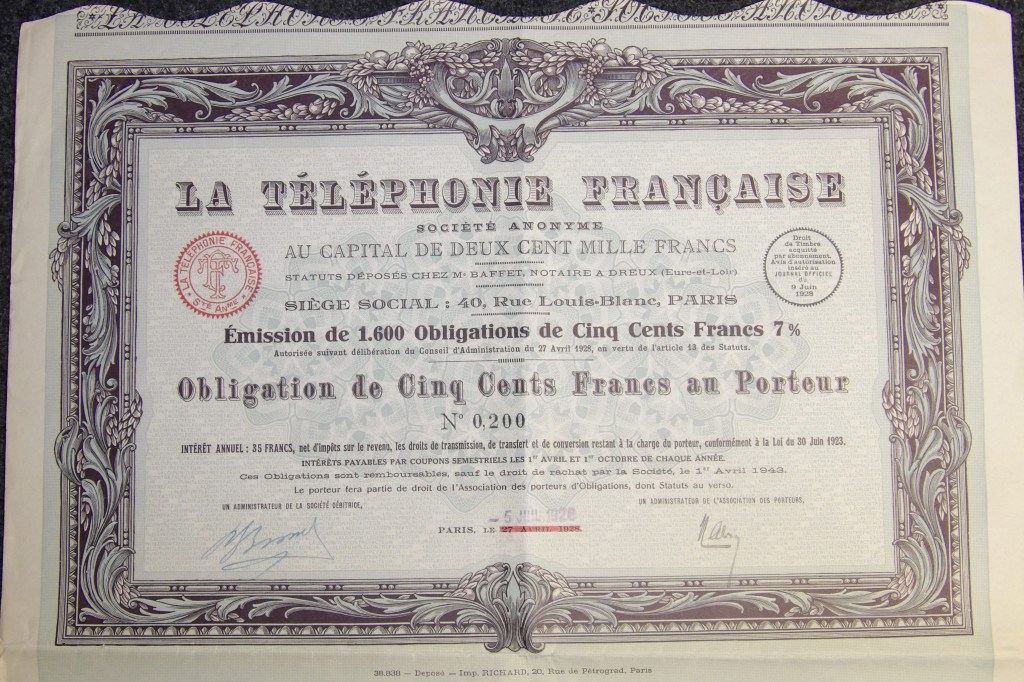 LA TÉLÉPHONIE FRANÇAISE
SOCIÉTÉ ANONYME
AU CAPITAL DE DEUX CENT MILLE FRANCS
STATUTS DÉPOSÉS CHEZ Me BAFFET, NOTAIRE A DREUX (Eure-et-Loir)
SIÈGE SOCIAL : 40, Rue Louis-Blanc, PARIS
LA TÉLÉPHONIE FRANÇAISE
STÉ ANYME
Droit
de Timbre
acquitté
par abonnement.
Avis d'autorisation
inséré au
JOURNAL OFFICIEL
du
9 Juin
1928
Émission de 1.600 Obligations de Cinq Cents Francs 7 %
Autorisée suivant délibération du Conseil d'Administration du 27 Avril 1928, en vertu de l'article 13 des Statuts.
Obligation de Cinq Cents Francs au Porteur
N° 0,200
INTÉRÊT ANNUEL : 35 FRANCS, net d'impôts sur le revenu, les droits de transmission, de transfert et de conversion restant à la charge du porteur, conformément à la Loi du 30 Juin 1923.
INTÉRÊTS PAYABLES PAR COUPONS SEMESTRIELS LES 1er AVRIL ET 1er OCTOBRE DE CHAQUE ANNÉE.
Ces Obligations sont remboursables, sauf le droit de rachat par la Société, le 1er Avril 1943.
Le porteur fera partie de droit de l'Association des porteurs d'Obligations, dont Statuts au verso.
UN ADMINISTRATEUR DE LA SOCIÉTÉ DÉBITRICE,
UN ADMINISTRATEUR DE L'ASSOCIATION DES PORTEURS,
PARIS, LE 27 AVRIL 1928.
38.838 — Déposé — Imp. RICHARD, 20, Rue de Pétrograd, Paris